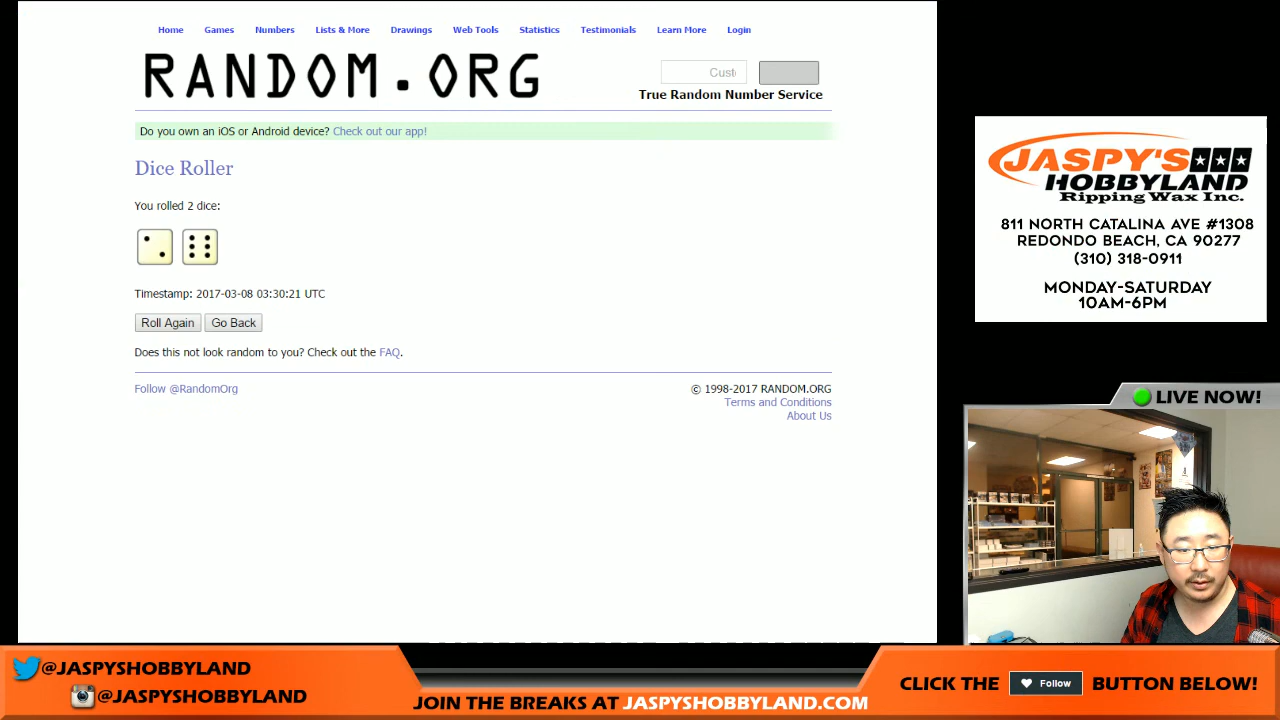 Home Games Numbers Lists & More Drawings Web Tools Statistics Testimonials Learn More Login
RANDOM.ORG
True Random Number Service
Do you own an iOS or Android device? Check out our app!
Dice Roller
You rolled 2 dice:
Timestamp: 2017-03-08 03:30:21 UTC
Roll Again Go Back
Does this not look random to you? Check out the FAQ.
Follow @RandomOrg
© 1998-2017 RANDOM.ORG
Terms and Conditions
About Us
JASPY'S
HOBBYLAND
Ripping Wax Inc.
811 NORTH CATALINA AVE #1308
REDONDO BEACH, CA 90277
(310) 318-0911
MONDAY-SATURDAY
10AM-6PM
LIVE NOW!
@JASPYSHOBBYLAND
@JASPYSHOBBYLAND
JOIN THE BREAKS AT JASPYSHOBBYLAND.COM
CLICK THE Follow BUTTON BELOW!